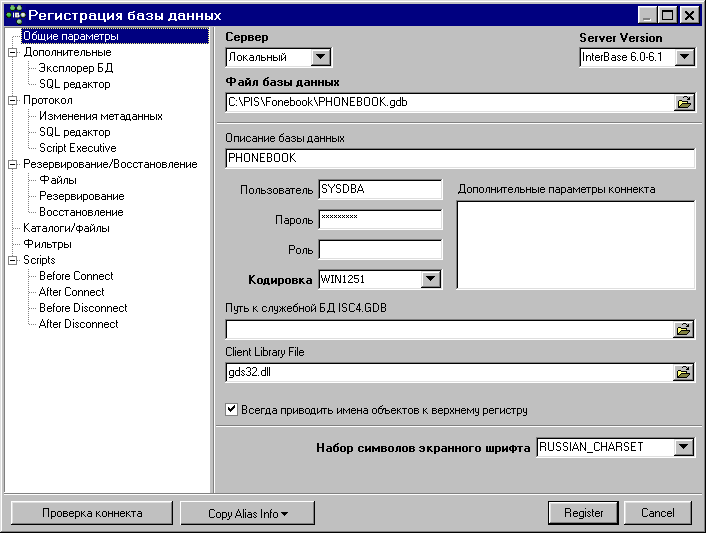 Регистрация базы данных
Общие параметры
Дополнительные
Эксплорер БД
SQL редактор
Протокол
Изменения метаданных
SQL редактор
Script Executive
Резервирование/Восстановление
Файлы
Резервирование
Восстановление
Каталоги/файлы
Фильтры
Scripts
Before Connect
After Connect
Before Disconnect
After Disconnect
Сервер
Server Version
Локальный
InterBase 6.0-6.1
Файл базы данных
C:\PIS\Fonebook\PHONEBOOK.gdb
Описание базы данных
PHONEBOOK
Пользователь SYSDBA
Дополнительные параметры коннекта
Пароль *********
Роль
Кодировка WIN1251
Путь к служебной БД ISC4.GDB
Client Library File
gds32.dll
Всегда приводить имена объектов к верхнему регистру
Набор символов экранного шрифта RUSSIAN_CHARSET
Проверка коннекта
Copy Alias Info
Register
Cancel